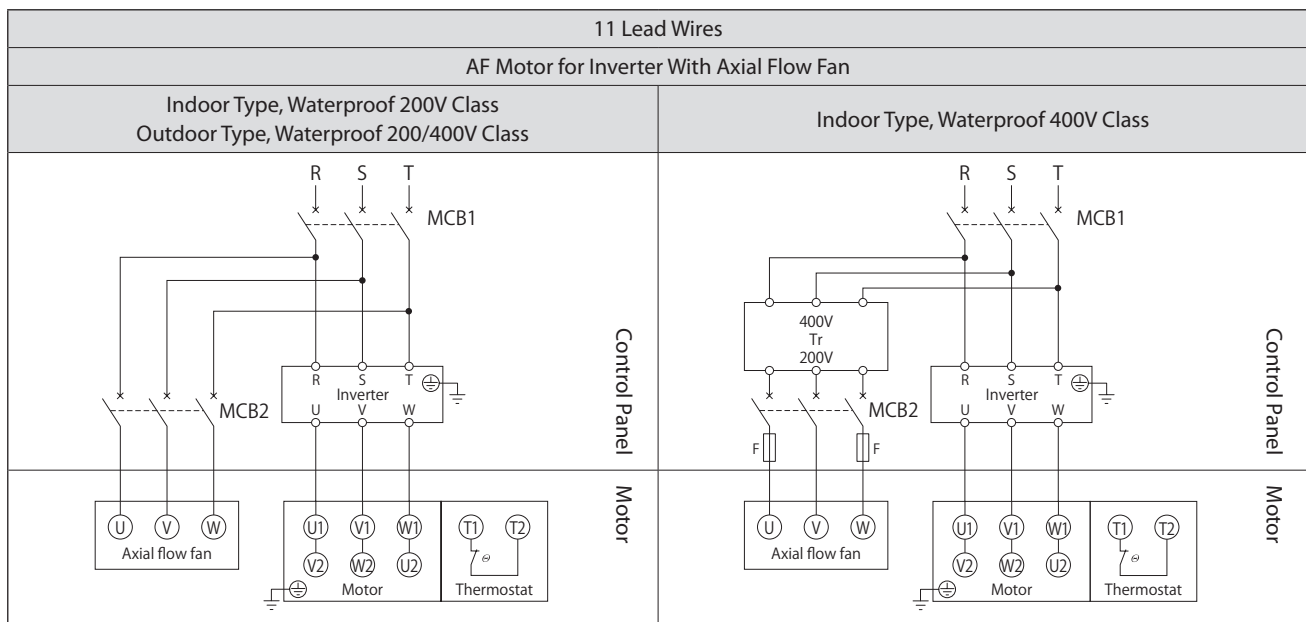 11 Lead Wires
AF Motor for Inverter With Axial Flow Fan
Indoor Type, Waterproof 200V Class
Outdoor Type, Waterproof 200/400V Class
R S T
MCB1
R S T
Inverter
U V W
MCB2
Control Panel
U V W
Axial flow fan
U1 V1 W1
V2 W2 U2
Motor
T1 T2
Θ
Thermostat
Motor
Indoor Type, Waterproof 400V Class
R S T
MCB1
400V
Tr
200V
R S T
Inverter
U V W
MCB2
F F
Control Panel
U V W
Axial flow fan
U1 V1 W1
V2 W2 U2
Motor
T1 T2
Θ
Thermostat
Motor